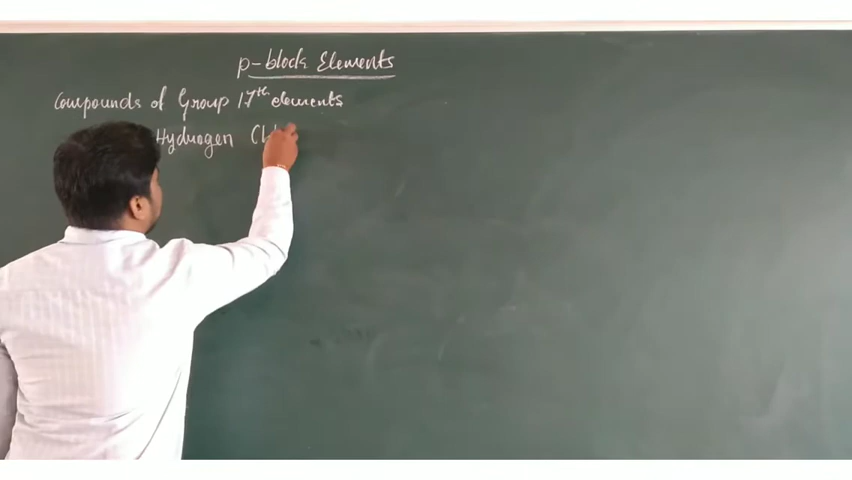 p-block Elements
Compounds of Group 17th elements
Hydrogen